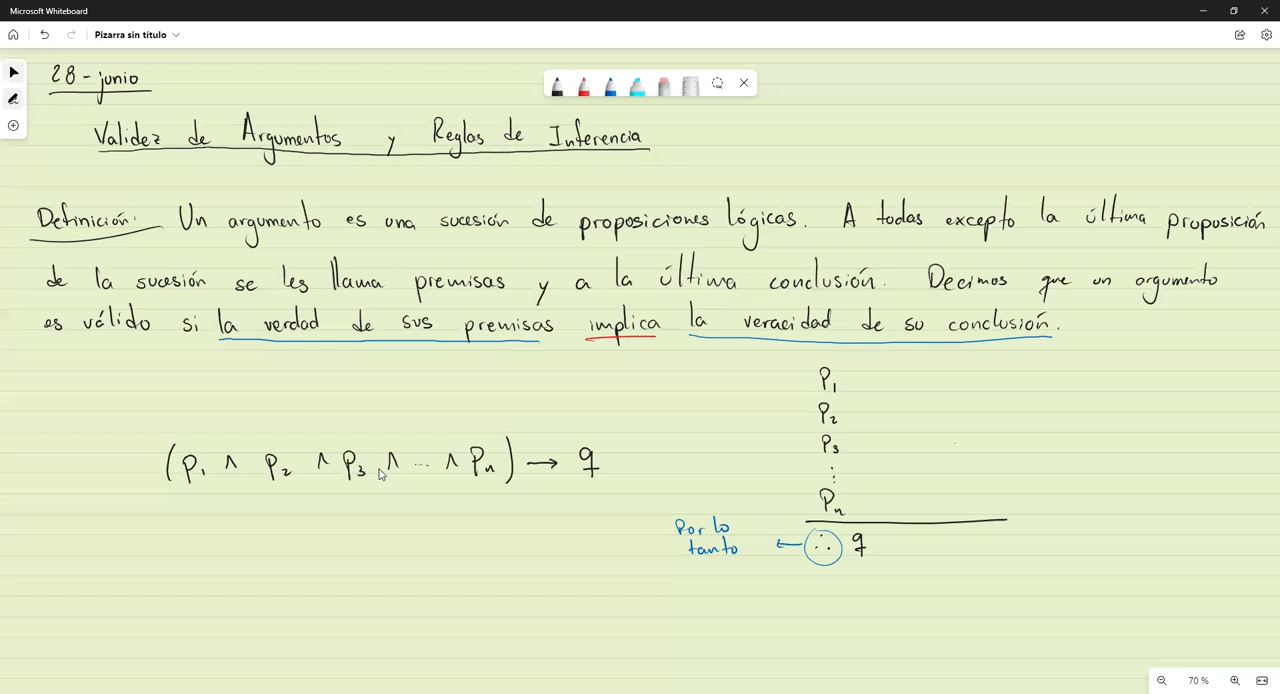 Microsoft Whiteboard
Pizarra sin título
28 - junio
Validez de Argumentos y Reglas de Inferencia
Definición: Un argumento es una sucesión de proposiciones lógicas. A todas excepto la última proposición
de la sucesión se les llama premisas y a la última conclusión. Decimos que un argumento
es válido si la verdad de sus premisas implica la veracidad de su conclusión.
P₁
P₂
P₃
⋮
Pₙ
(p₁ ∧ p₂ ∧ p₃ ∧ ... ∧ pₙ) → q
Por lo
tanto ← ∴ q
70 %